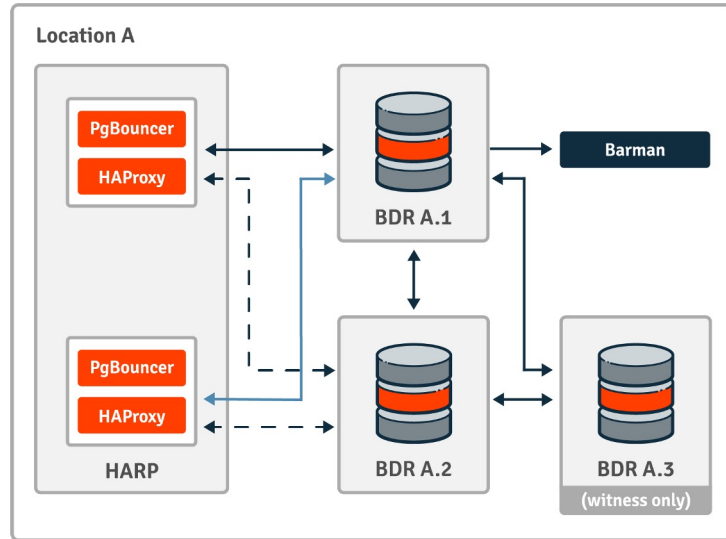 Location A
PgBouncer
HAProxy
PgBouncer
HAProxy
HARP
BDR A.1
Barman
BDR A.2
BDR A.3
(witness only)